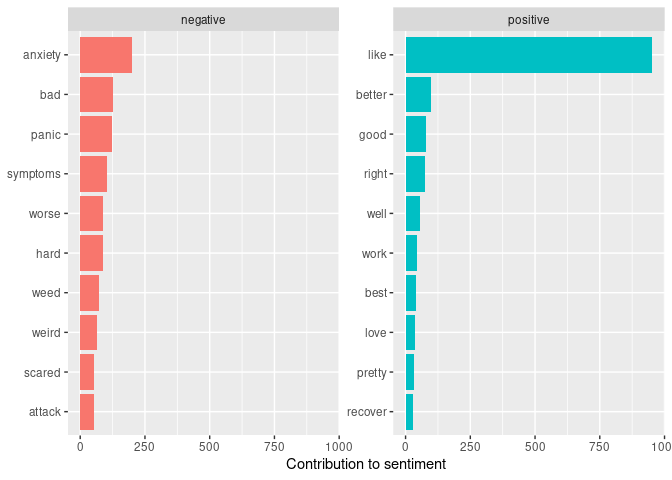 negative
anxiety
bad
panic
symptoms
worse
hard
weed
weird
scared
attack
0 250 500 750 1000
positive
like
better
good
right
well
work
best
love
pretty
recover
0 250 500 750 100
Contribution to sentiment